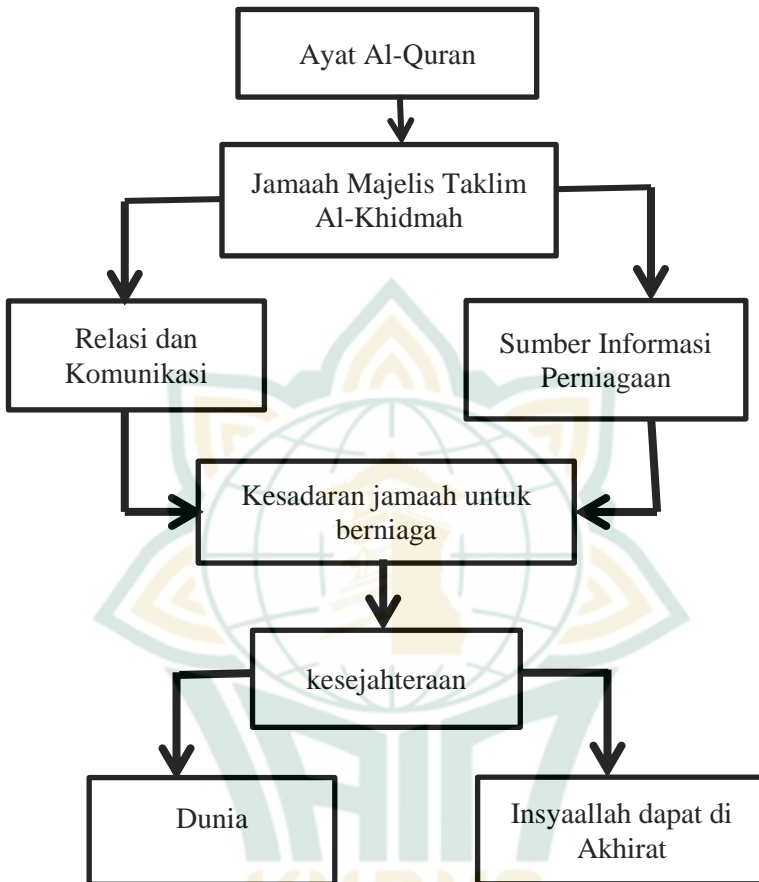 Ayat Al-Quran
Jamaah Majelis Taklim
Al-Khidmah
Relasi dan
Komunikasi
Sumber Informasi
Perniagaan
Kesadaran jamaah untuk
berniaga
kesejahteraan
Dunia
Insyaallah dapat di
Akhirat